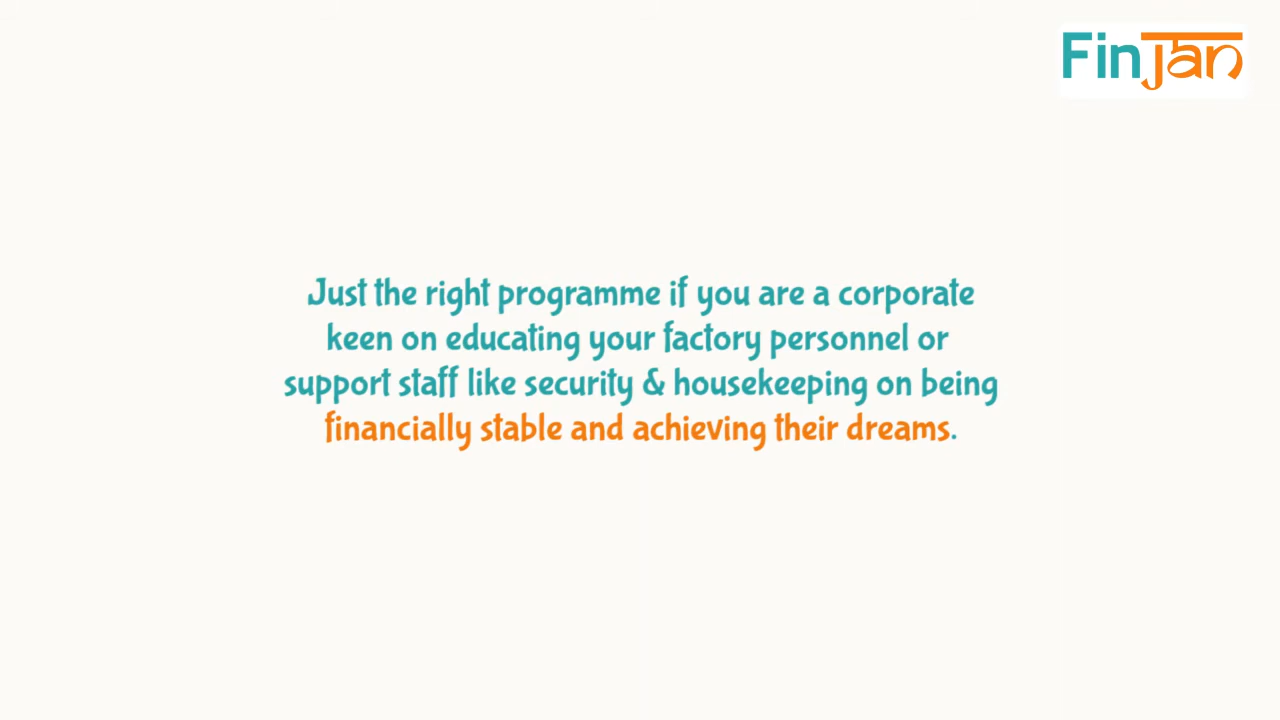 Finjan
Just the right programme if you are a corporate
keen on educating your factory personnel or
support staff like security & housekeeping on being
financially stable and achieving their dreams.